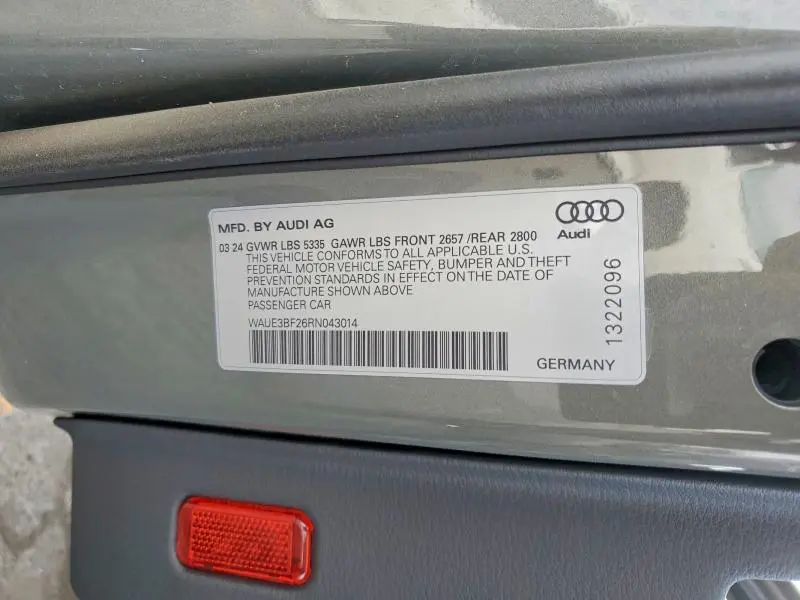 MFD. BY AUDI AG
Audi
03 24 GVWR LBS 5335 GAWR LBS FRONT 2657 /REAR 2800
THIS VEHICLE CONFORMS TO ALL APPLICABLE U.S.
FEDERAL MOTOR VEHICLE SAFETY, BUMPER AND THEFT
PREVENTION STANDARDS IN EFFECT ON THE DATE OF
MANUFACTURE SHOWN ABOVE
PASSENGER CAR
WAUE3BF26RN043014
GERMANY
1322096